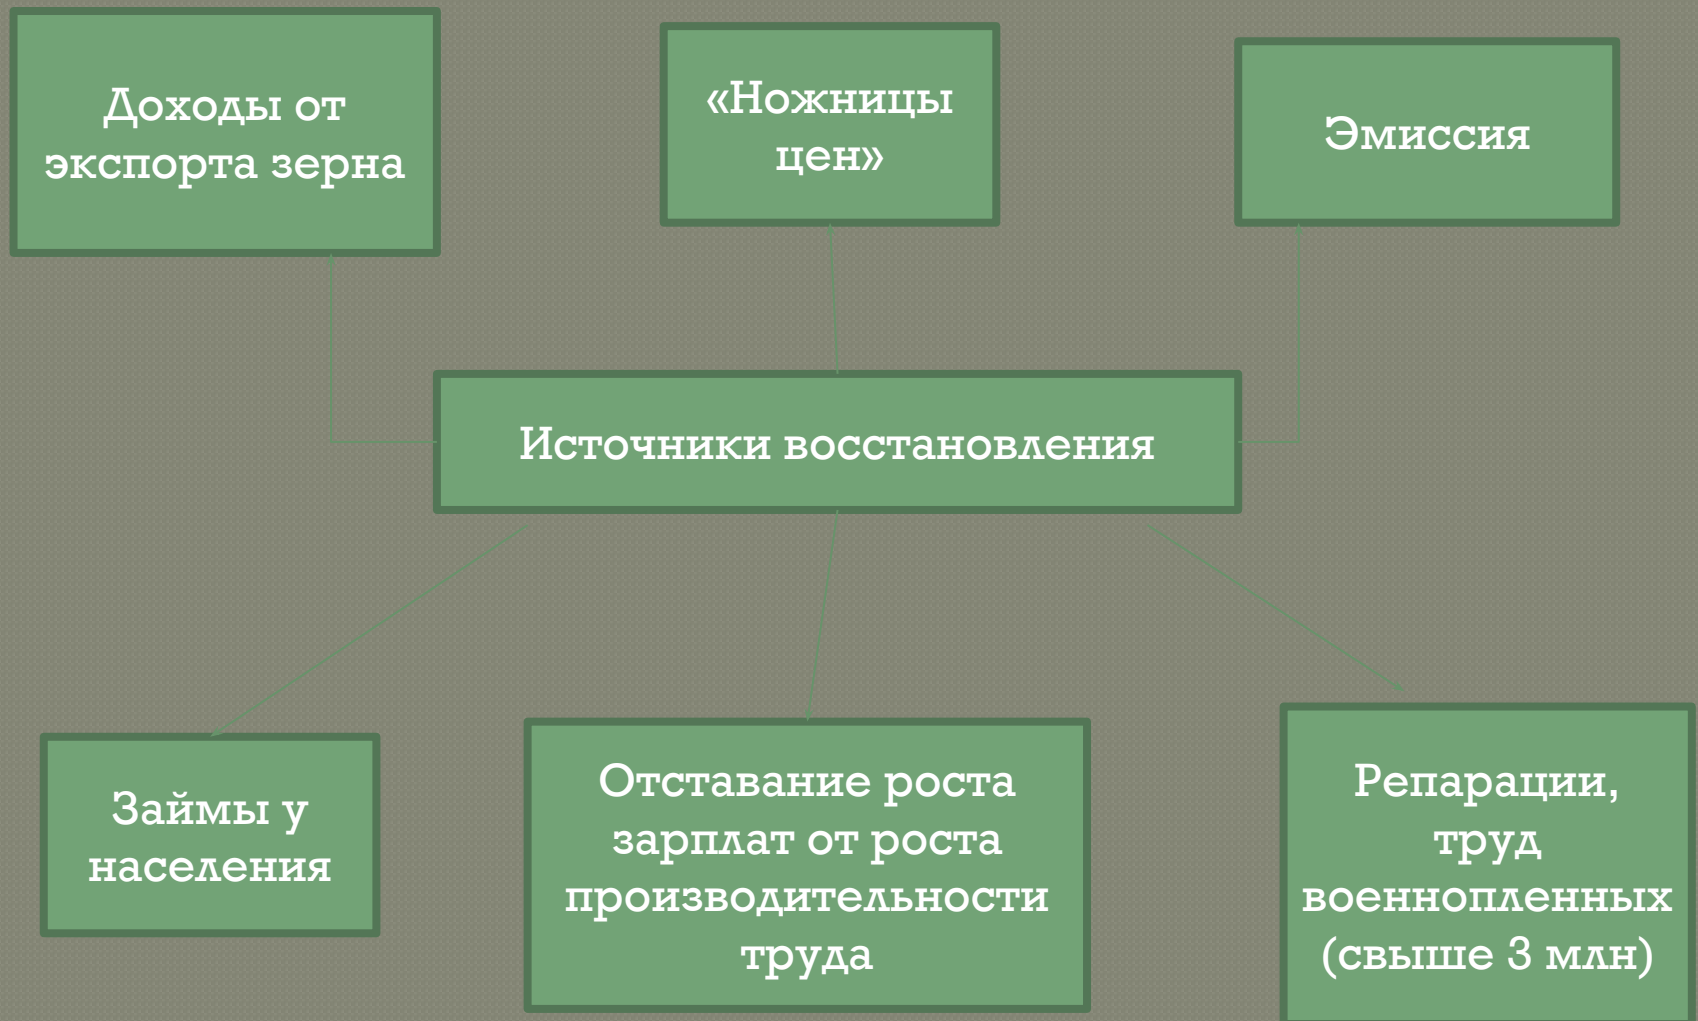 Доходы от
экспорта зерна
«Ножницы
цен»
Эмиссия
Источники восстановления
Займы у
населения
Отставание роста
зарплат от роста
производительности
труда
Репарации,
труд
военнопленных
(свыше 3 млн)